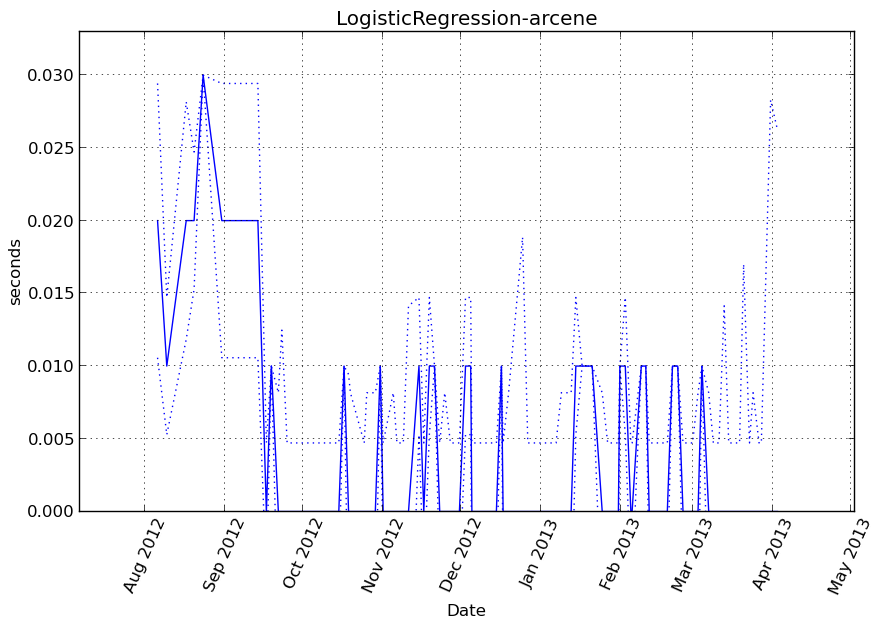 LogisticRegression-arcene
0.030
0.025
0.020
0.015
0.010
0.005
0.000
seconds
Aug 2012
Sep 2012
Oct 2012
Nov 2012
Dec 2012
Jan 2013
Feb 2013
Mar 2013
Apr 2013
May 2013
Date